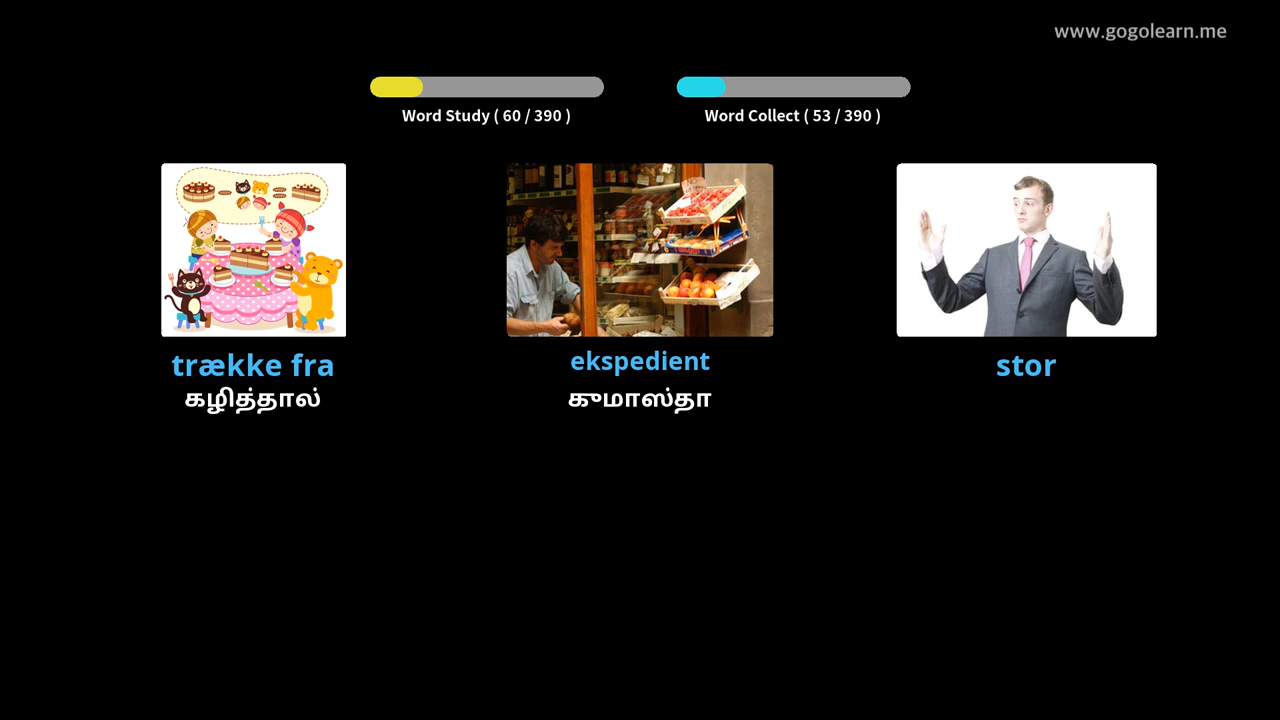 www.gogolearn.me
Word Study ( 60 / 390 )
Word Collect ( 53 / 390 )
trække fra
ekspedient
stor
கழித்தால்
குமாஸ்தா